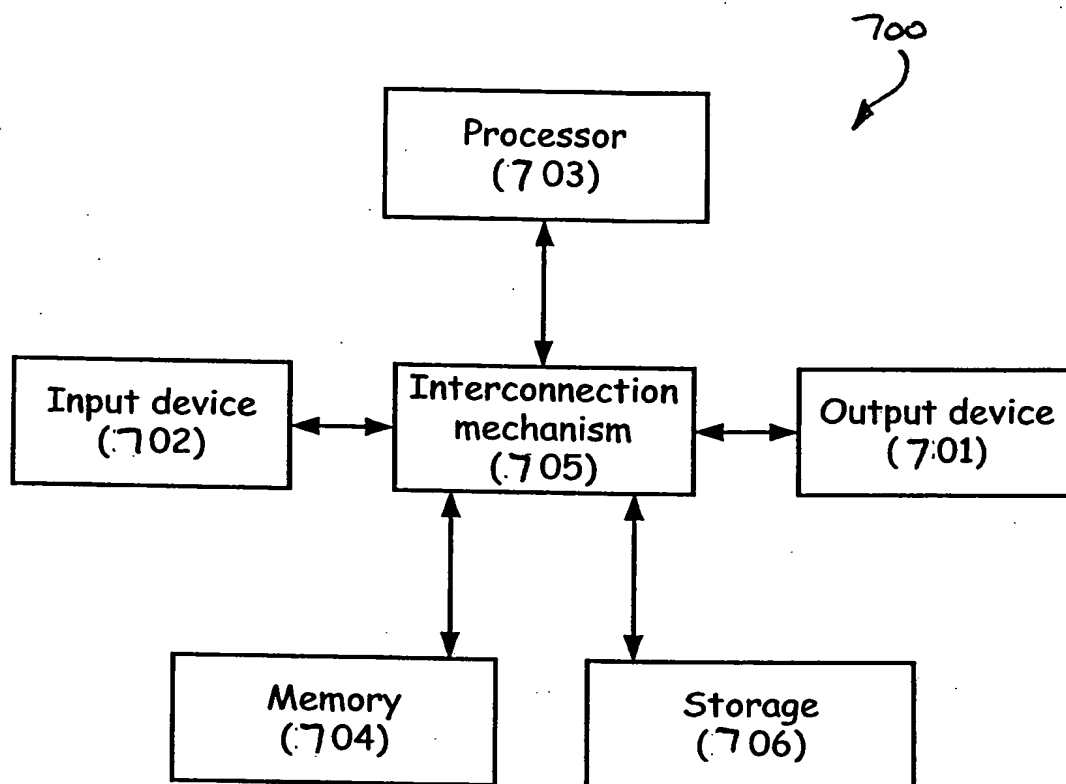 700
Processor
(703)
Input device
(702)
Interconnection
mechanism
(705)
Output device
(701)
Memory
(704)
Storage
(706)